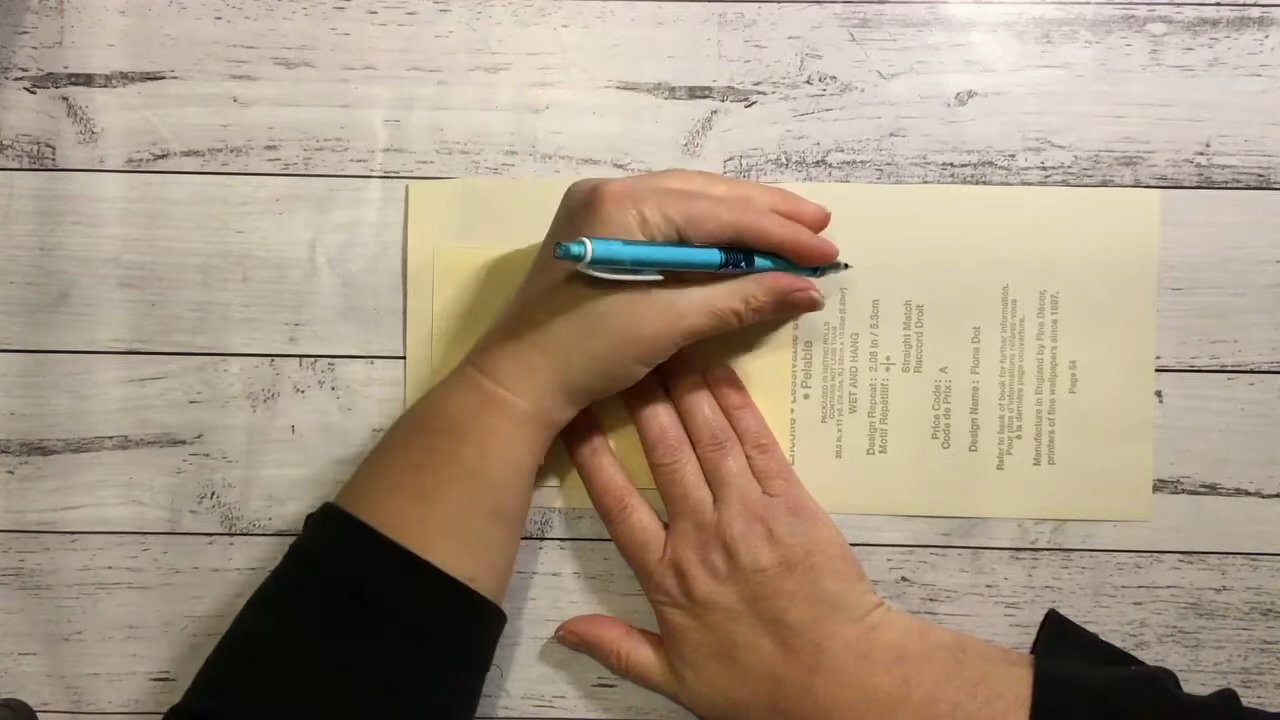 • Pelable
PACKAGED IN METRIC ROLLS
CONTAINS NOT LESS THAN
WET AND HANG
Design Repeat: 2.08 in / 5.3cm
Motif Répétitif:
Straight Match
Raccord Droit
Price Code: A
Code de Prix: A
Design Name: Fiona Dot
Refer to back of book for further information.
Pour plus d'informations référez-vous
à la dernière page couverture.
Manufacture in England by Fine Décor,
printers of fine wallpapers since 1897.
Page 64